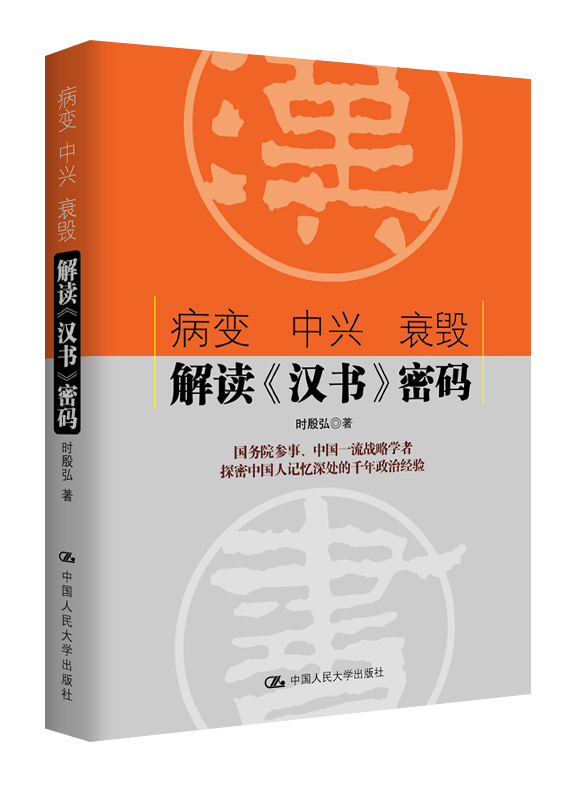 病变 中兴 衰毁
解读《汉书》密码
时殷弘 著
中国人民大学出版社
漢
病变 中兴 衰毁
解读《汉书》密码
时殷弘◎著
国务院参事、中国一流战略学者
探密中国人记忆深处的千年政治经验
書
中国人民大学出版社